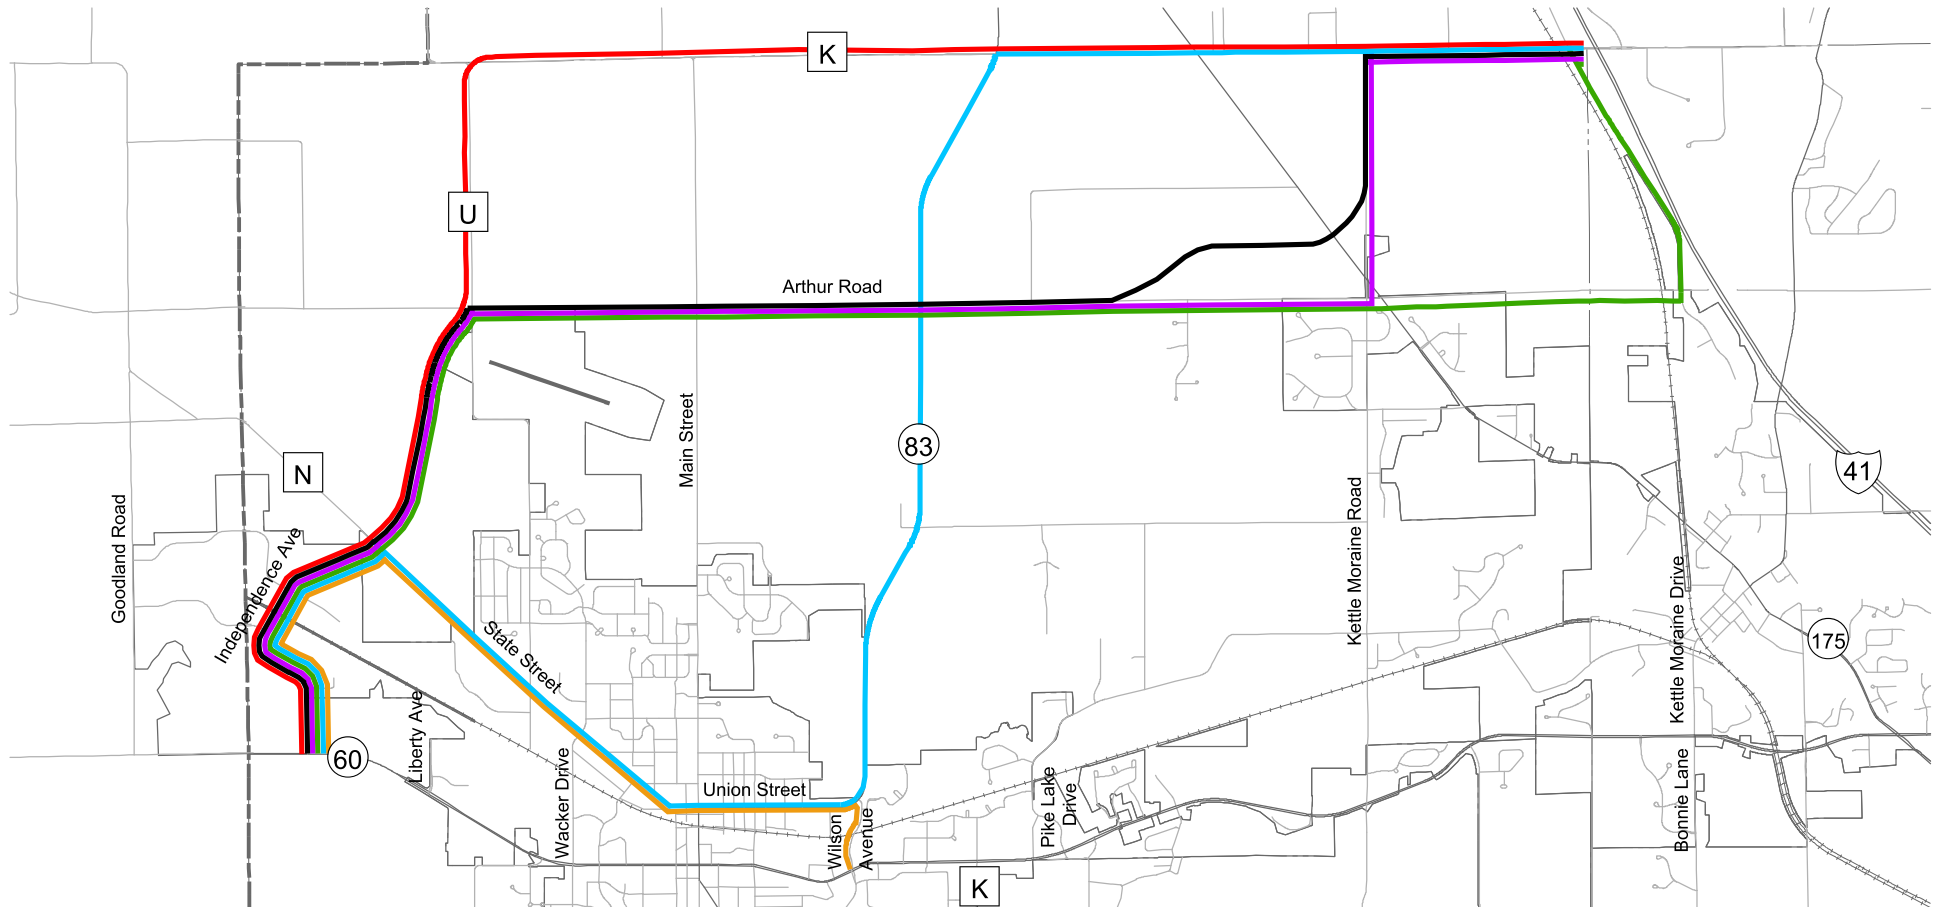 K
U
Arthur Road
Main Street
83
N
41
Goodland Road
Independence Ave
Kettle Moraine Road
Kettle Moraine Drive
State Street
175
Liberty Ave
60
Wacker Drive
Union Street
Wilson
Avenue
Pike Lake
Drive
Bonnie Lane
K